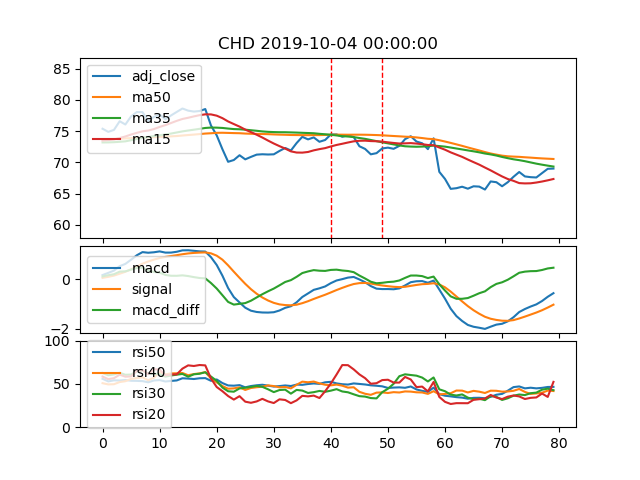 CHD 2019-10-04 00:00:00
85
80
75
70
65
60
adj_close
ma50
ma35
ma15
0
−2
macd
signal
macd_diff
100
50
0
rsi50
rsi40
rsi30
rsi20
0 10 20 30 40 50 60 70 80